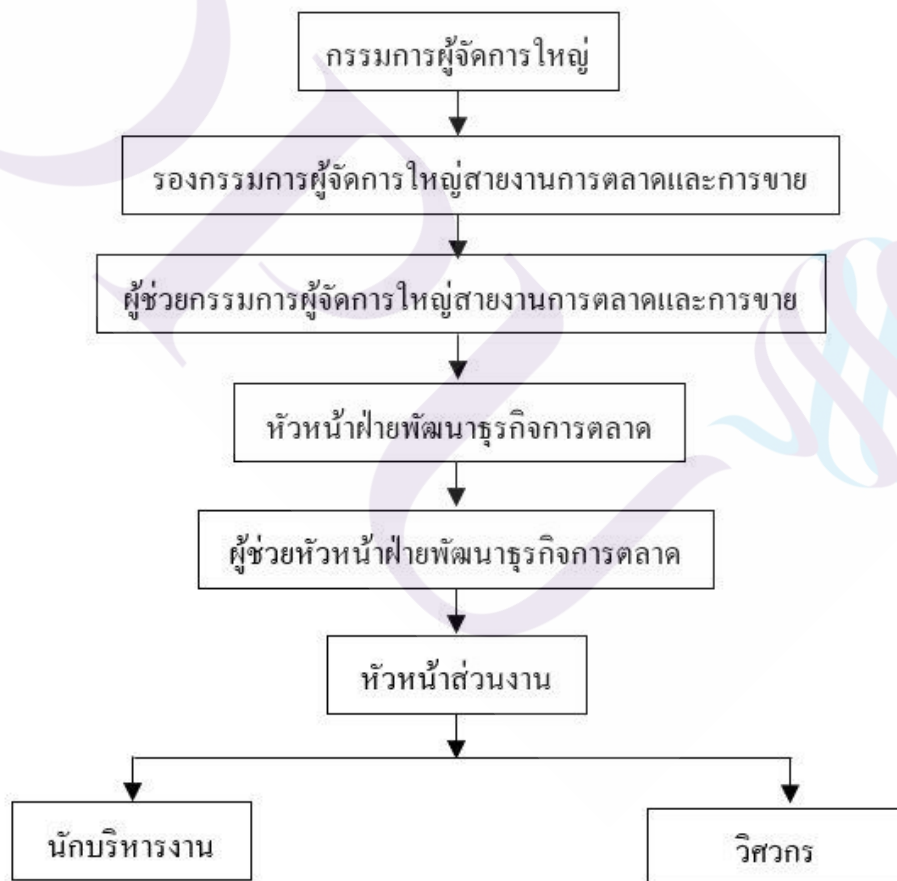 กรรมการผู้จัดการใหญ่
รองกรรมการผู้จัดการใหญ่สายงานการตลาดและการขาย
ผู้ช่วยกรรมการผู้จัดการใหญ่สายงานการตลาดและการขาย
หัวหน้าฝ่ายพัฒนาธุรกิจการตลาด
ผู้ช่วยหัวหน้าฝ่ายพัฒนาธุรกิจการตลาด
หัวหน้าส่วนงาน
นักบริหารงาน
วิศวกร